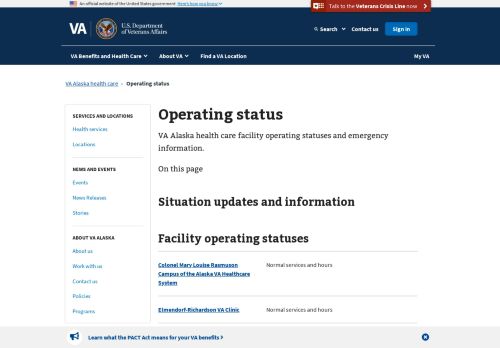 An official website of the United States government Here's how you know
Talk to the Veterans Crisis Line now
VA
U.S. Department
of Veterans Affairs
Search
Contact us
Sign in
VA Benefits and Health Care
About VA
Find a VA Location
My VA
VA Alaska health care
Operating status
SERVICES AND LOCATIONS
Health services
Locations
NEWS AND EVENTS
Events
News Releases
Stories
ABOUT VA ALASKA
About us
Work with us
Contact us
Policies
Programs
Operating status
VA Alaska health care facility operating statuses and emergency
information.
On this page
Situation updates and information
Facility operating statuses
Colonel Mary Louise Rasmuson
Campus of the Alaska VA Healthcare
System
Normal services and hours
Elmendorf-Richardson VA Clinic
Normal services and hours
Learn what the PACT Act means for your VA benefits